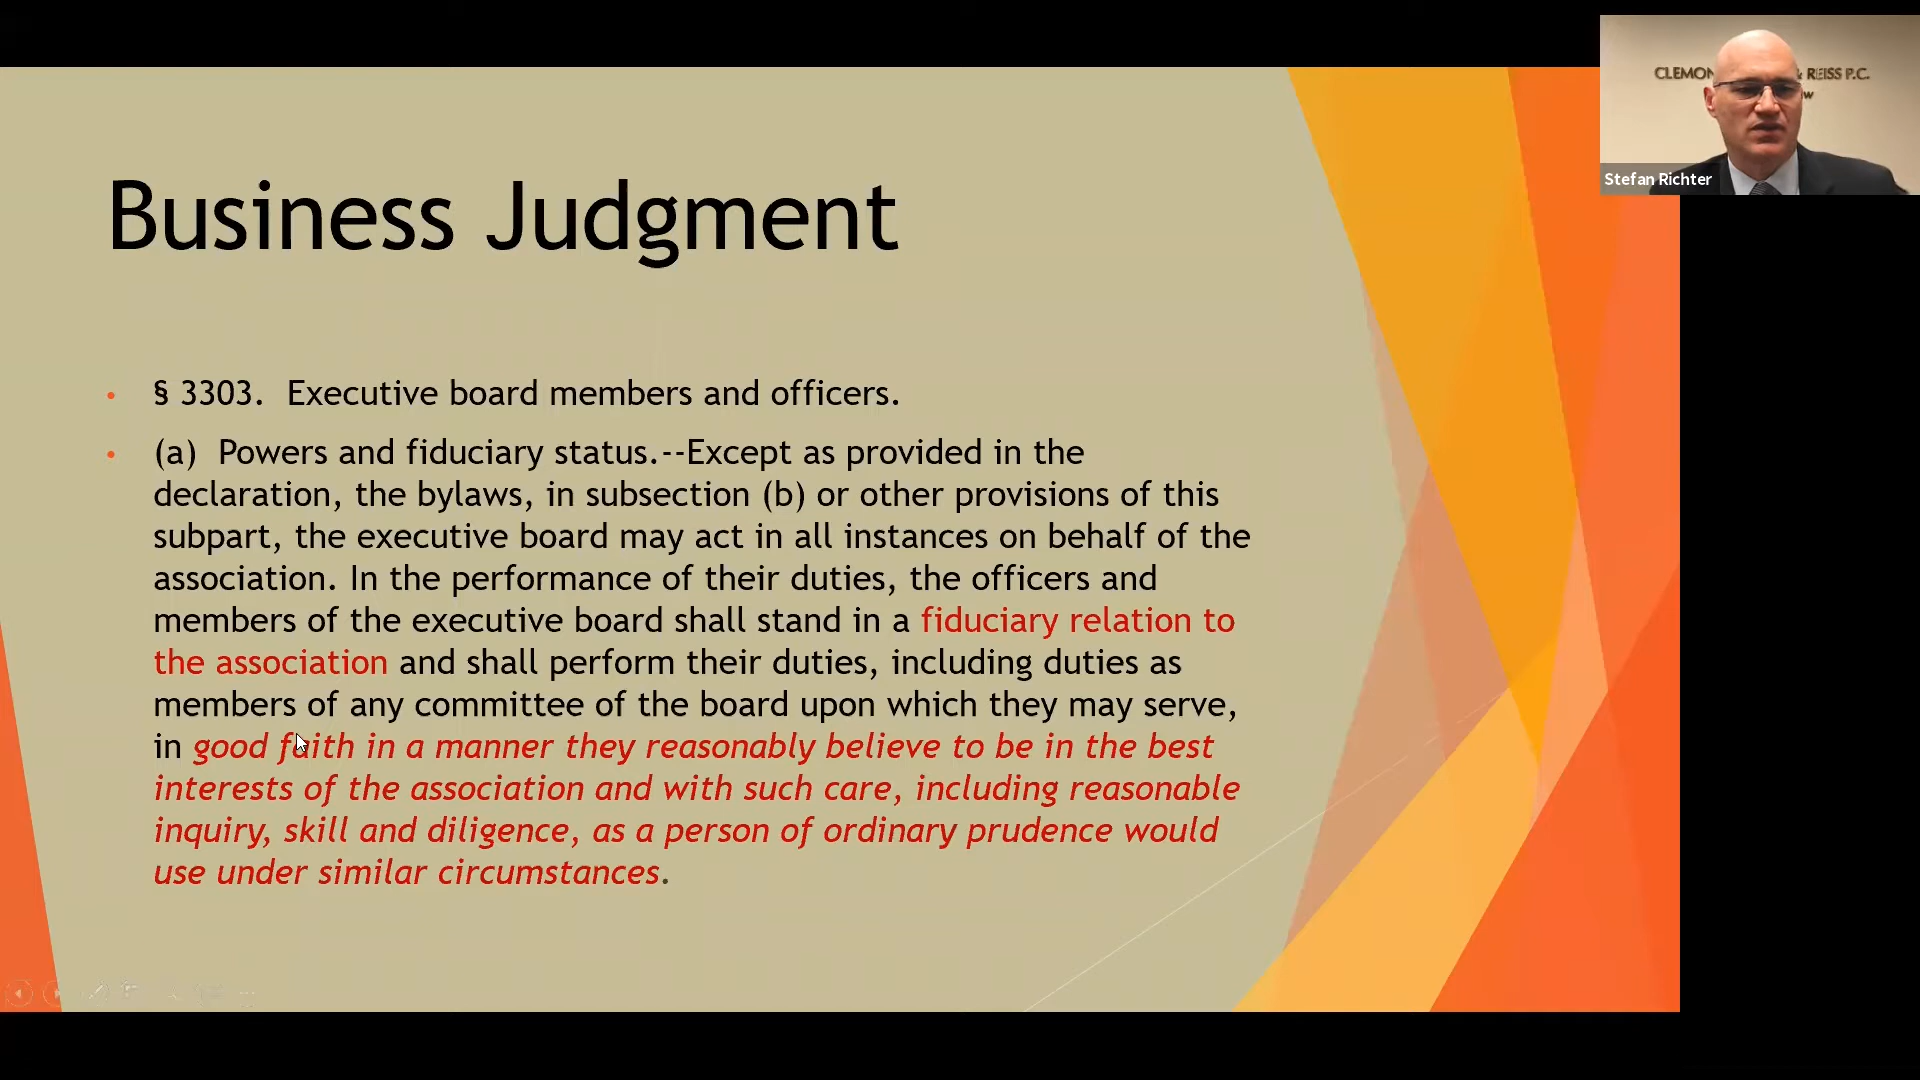 CLEMON & REISS P.C.
Stefan Richter
Business Judgment
§ 3303.  Executive board members and officers.
(a)  Powers and fiduciary status.--Except as provided in the
declaration, the bylaws, in subsection (b) or other provisions of this
subpart, the executive board may act in all instances on behalf of the
association. In the performance of their duties, the officers and
members of the executive board shall stand in a fiduciary relation to
the association and shall perform their duties, including duties as
members of any committee of the board upon which they may serve,
in good faith in a manner they reasonably believe to be in the best
interests of the association and with such care, including reasonable
inquiry, skill and diligence, as a person of ordinary prudence would
use under similar circumstances.